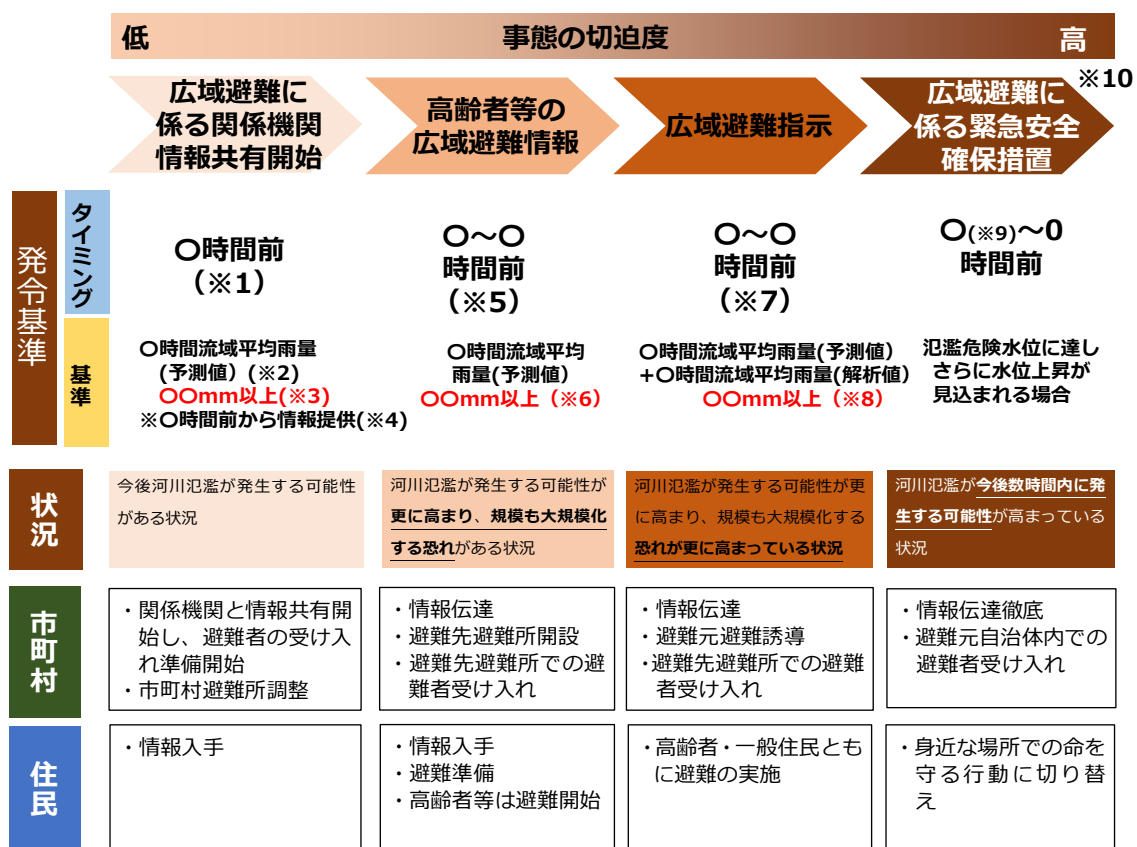 低 事態の切迫度 高
※10
広域避難に
係る関係機関
情報共有開始
高齢者等の
広域避難情報
広域避難指示
広域避難に
係る緊急安全
確保措置
発令基準
タイミング
〇時間前
（※1）
〇～〇
時間前
（※5）
〇～〇
時間前
（※7）
〇(※9)～0
時間前
基準
〇時間流域平均雨量
(予測値）(※2)
〇〇mm以上(※3)
※〇時間前から情報提供(※4)
〇時間流域平均
雨量(予測値)
〇〇mm以上（※6）
〇時間流域平均雨量(予測値)
+〇時間流域平均雨量(解析値)
〇〇mm以上（※8）
氾濫危険水位に達し
さらに水位上昇が
見込まれる場合
状況
今後河川氾濫が発生する可能性
がある状況
河川氾濫が発生する可能性が
更に高まり、規模も大規模化
する恐れがある状況
河川氾濫が発生する可能性が更
に高まり、規模も大規模化する
恐れが更に高まっている状況
河川氾濫が今後数時間内に発
生する可能性が高まっている
状況
市町村
・関係機関と情報共有開
始し、避難者の受け入
れ準備開始
・市町村避難所調整
・情報伝達
・避難先避難所開設
・避難先避難所での避
難者受け入れ
・情報伝達
・避難元避難誘導
・避難先避難所での避難
者受け入れ
・情報伝達徹底
・避難元自治体内での
避難者受け入れ
住民
・情報入手
・情報入手
・避難準備
・高齢者等は避難開始
・高齢者・一般住民とも
に避難の実施
・身近な場所での命を
守る行動に切り替
え